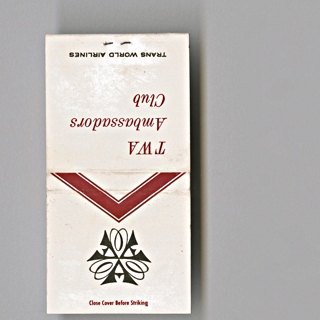 TRANS WORLD AIRLINES
TWA
Ambassadors
Club
Close Cover Before Striking